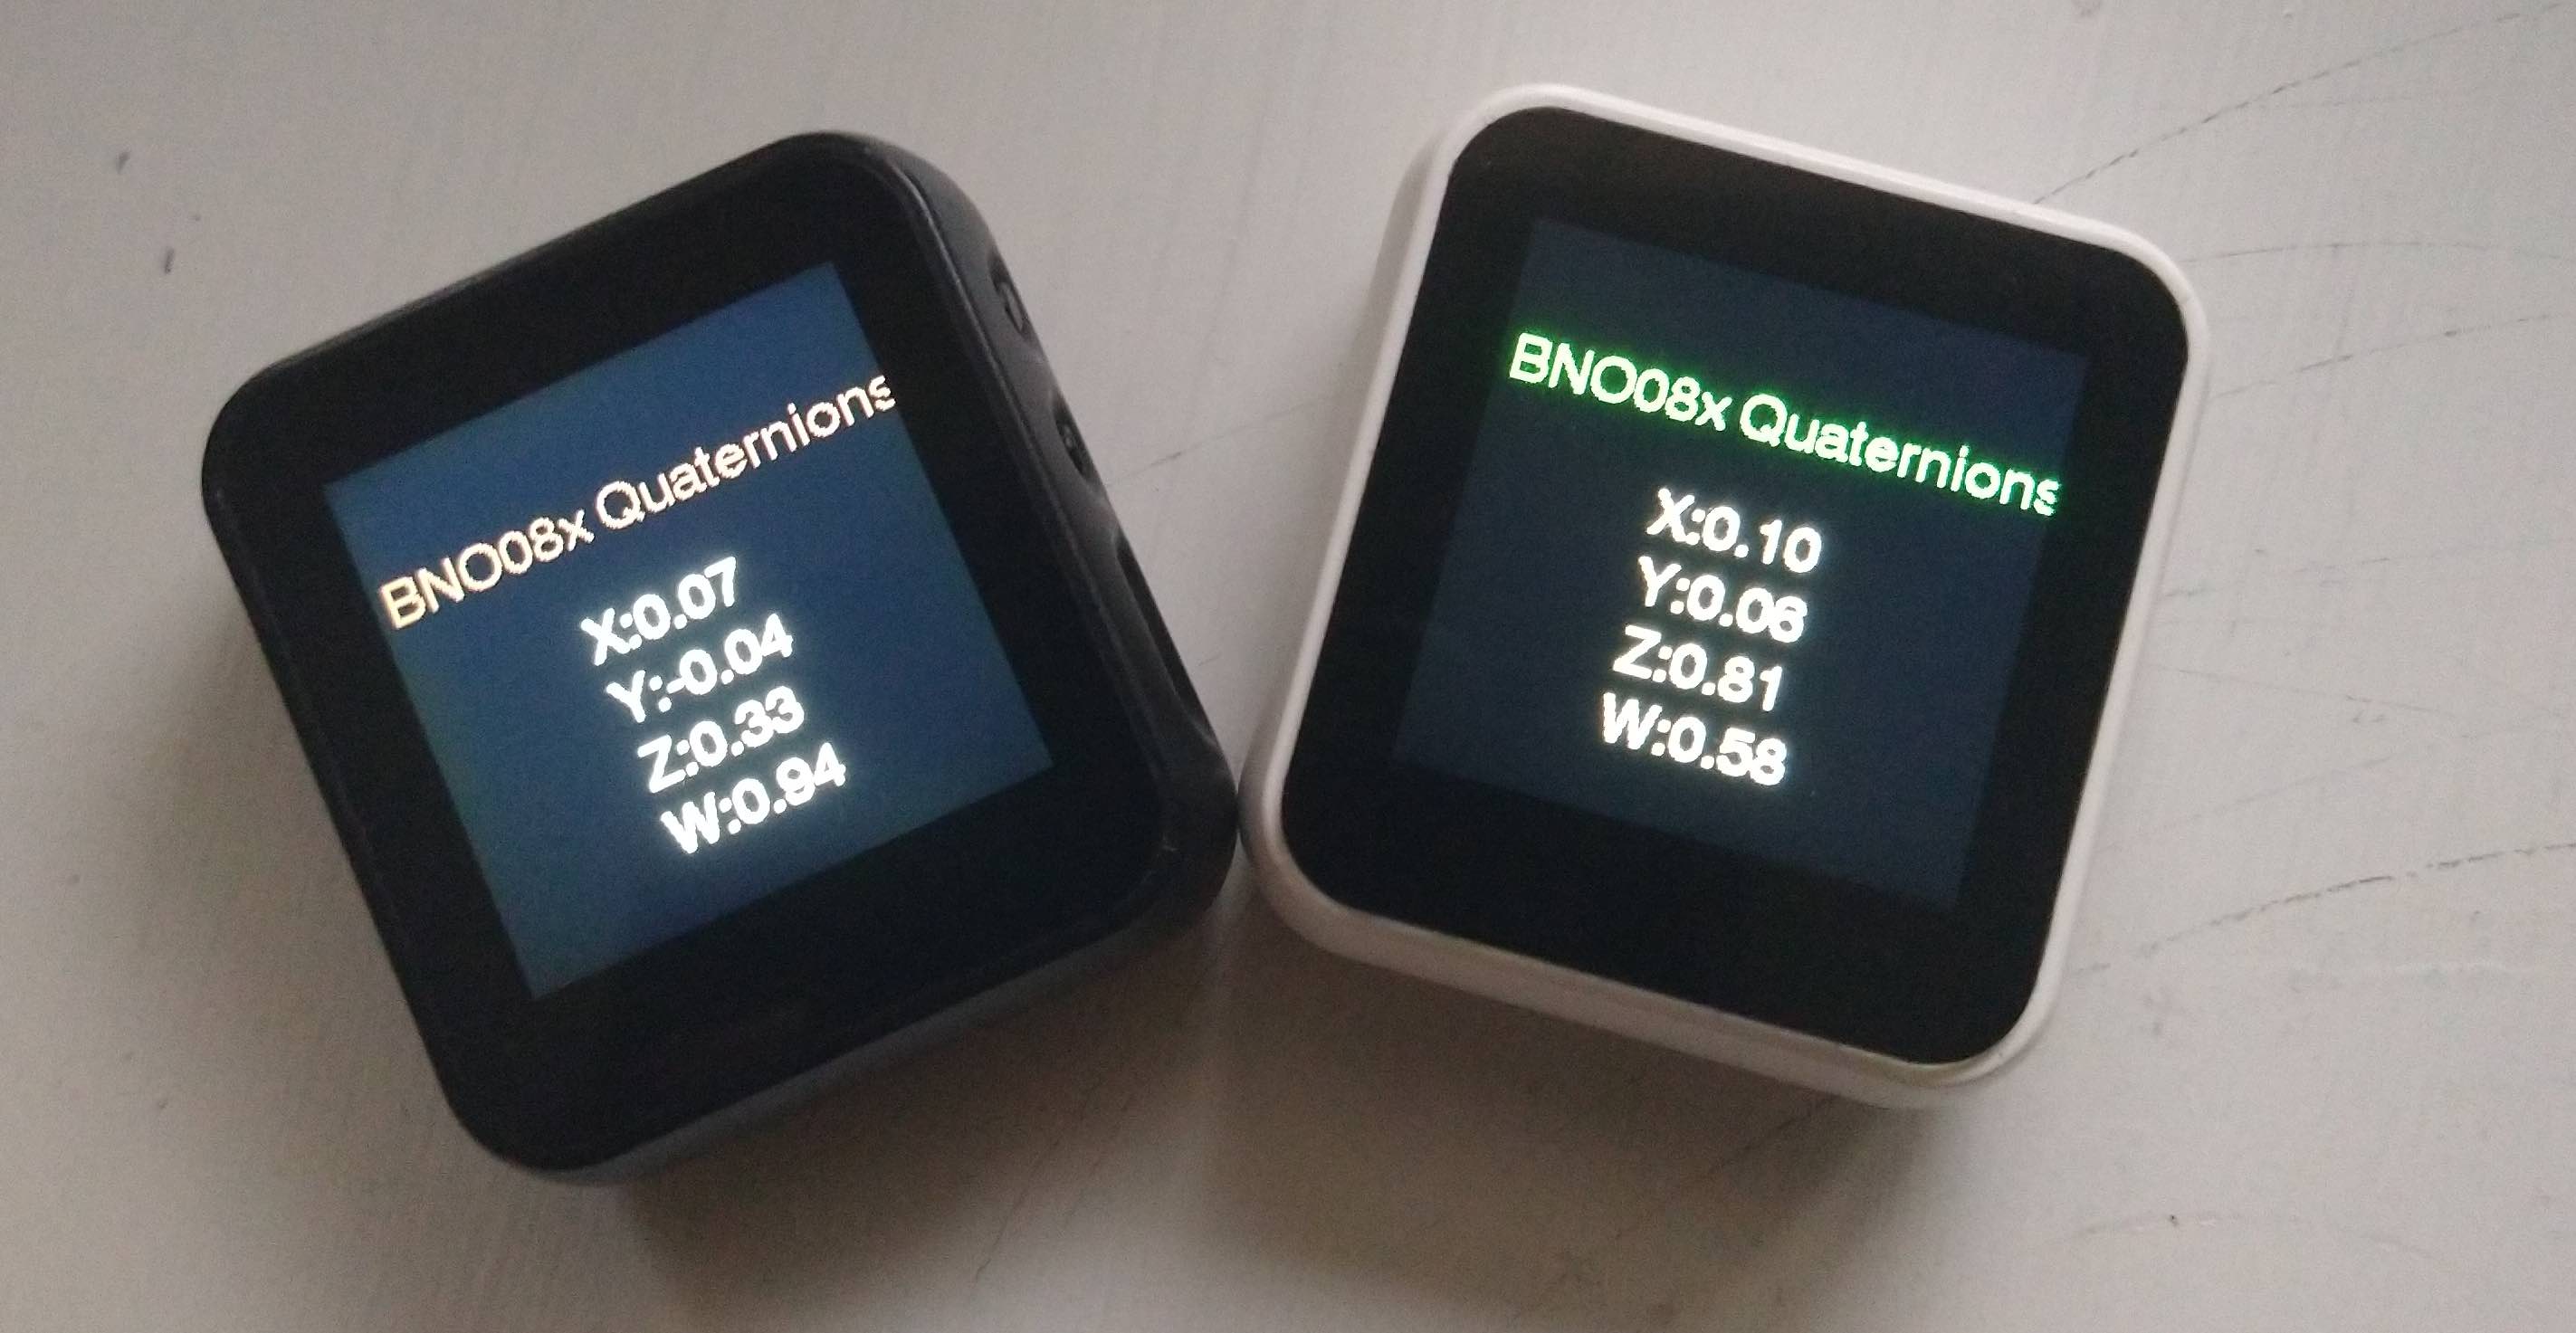 BNO08x Quaternions
X:0.07
Y:-0.04
Z:0.33
W:0.94
BNO08x Quaternions
X:0.10
Y:0.06
Z:0.81
W:0.58